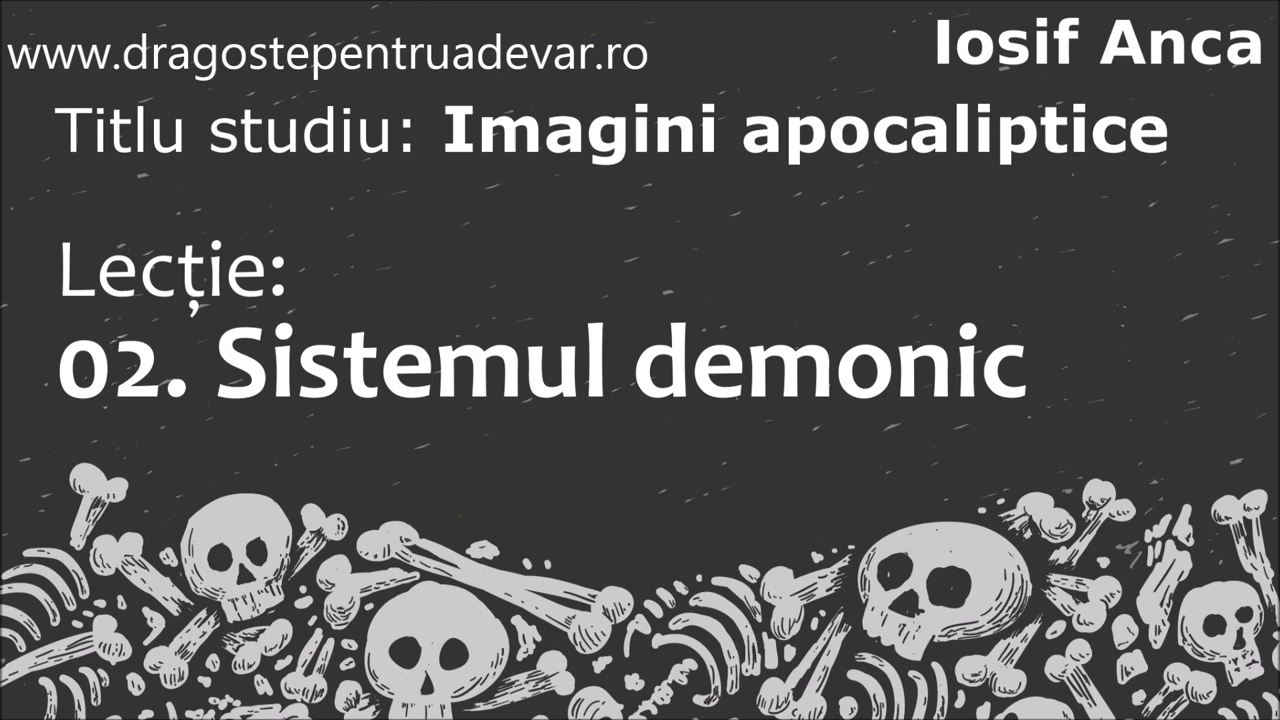 www.dragostepentruadevar.ro
Iosif Anca
Titlu studiu: Imagini apocaliptice
Lecție:
02. Sistemul demonic